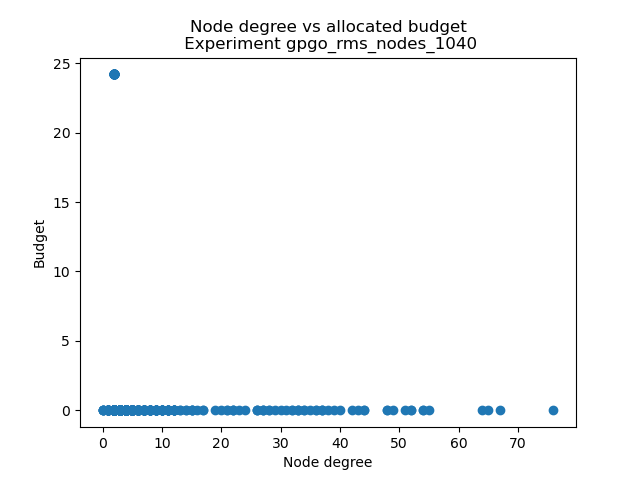 Node degree vs allocated budget
Experiment gpgo_rms_nodes_1040
25
20
15
10
5
0
Budget
0 10 20 30 40 50 60 70
Node degree